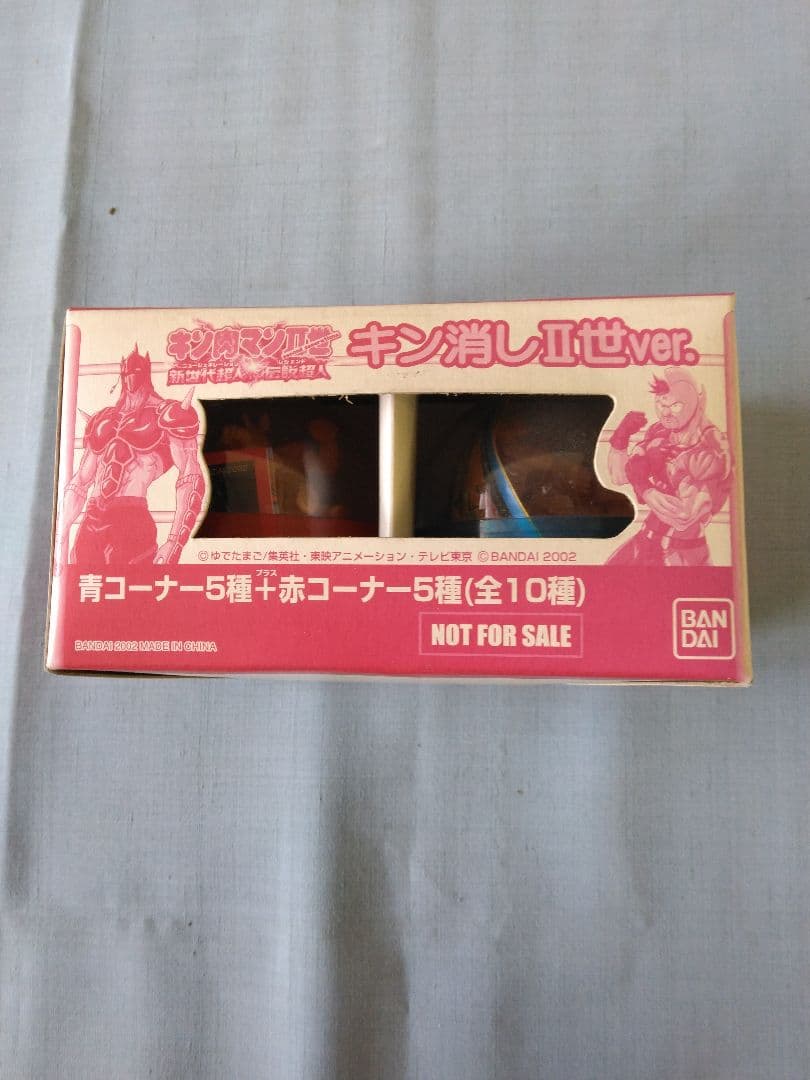 キン肉マンⅡ世
ニュージェネレーション レジェンド
新世代超人 伝説超人
キン消しⅡ世ver.
©ゆでたまご/集英社・東映アニメーション・テレビ東京 ©BANDAI 2002
プラス
青コーナー5種+赤コーナー5種(全10種)
NOT FOR SALE
BANDAI 2002 MADE IN CHINA
BAN
DAI